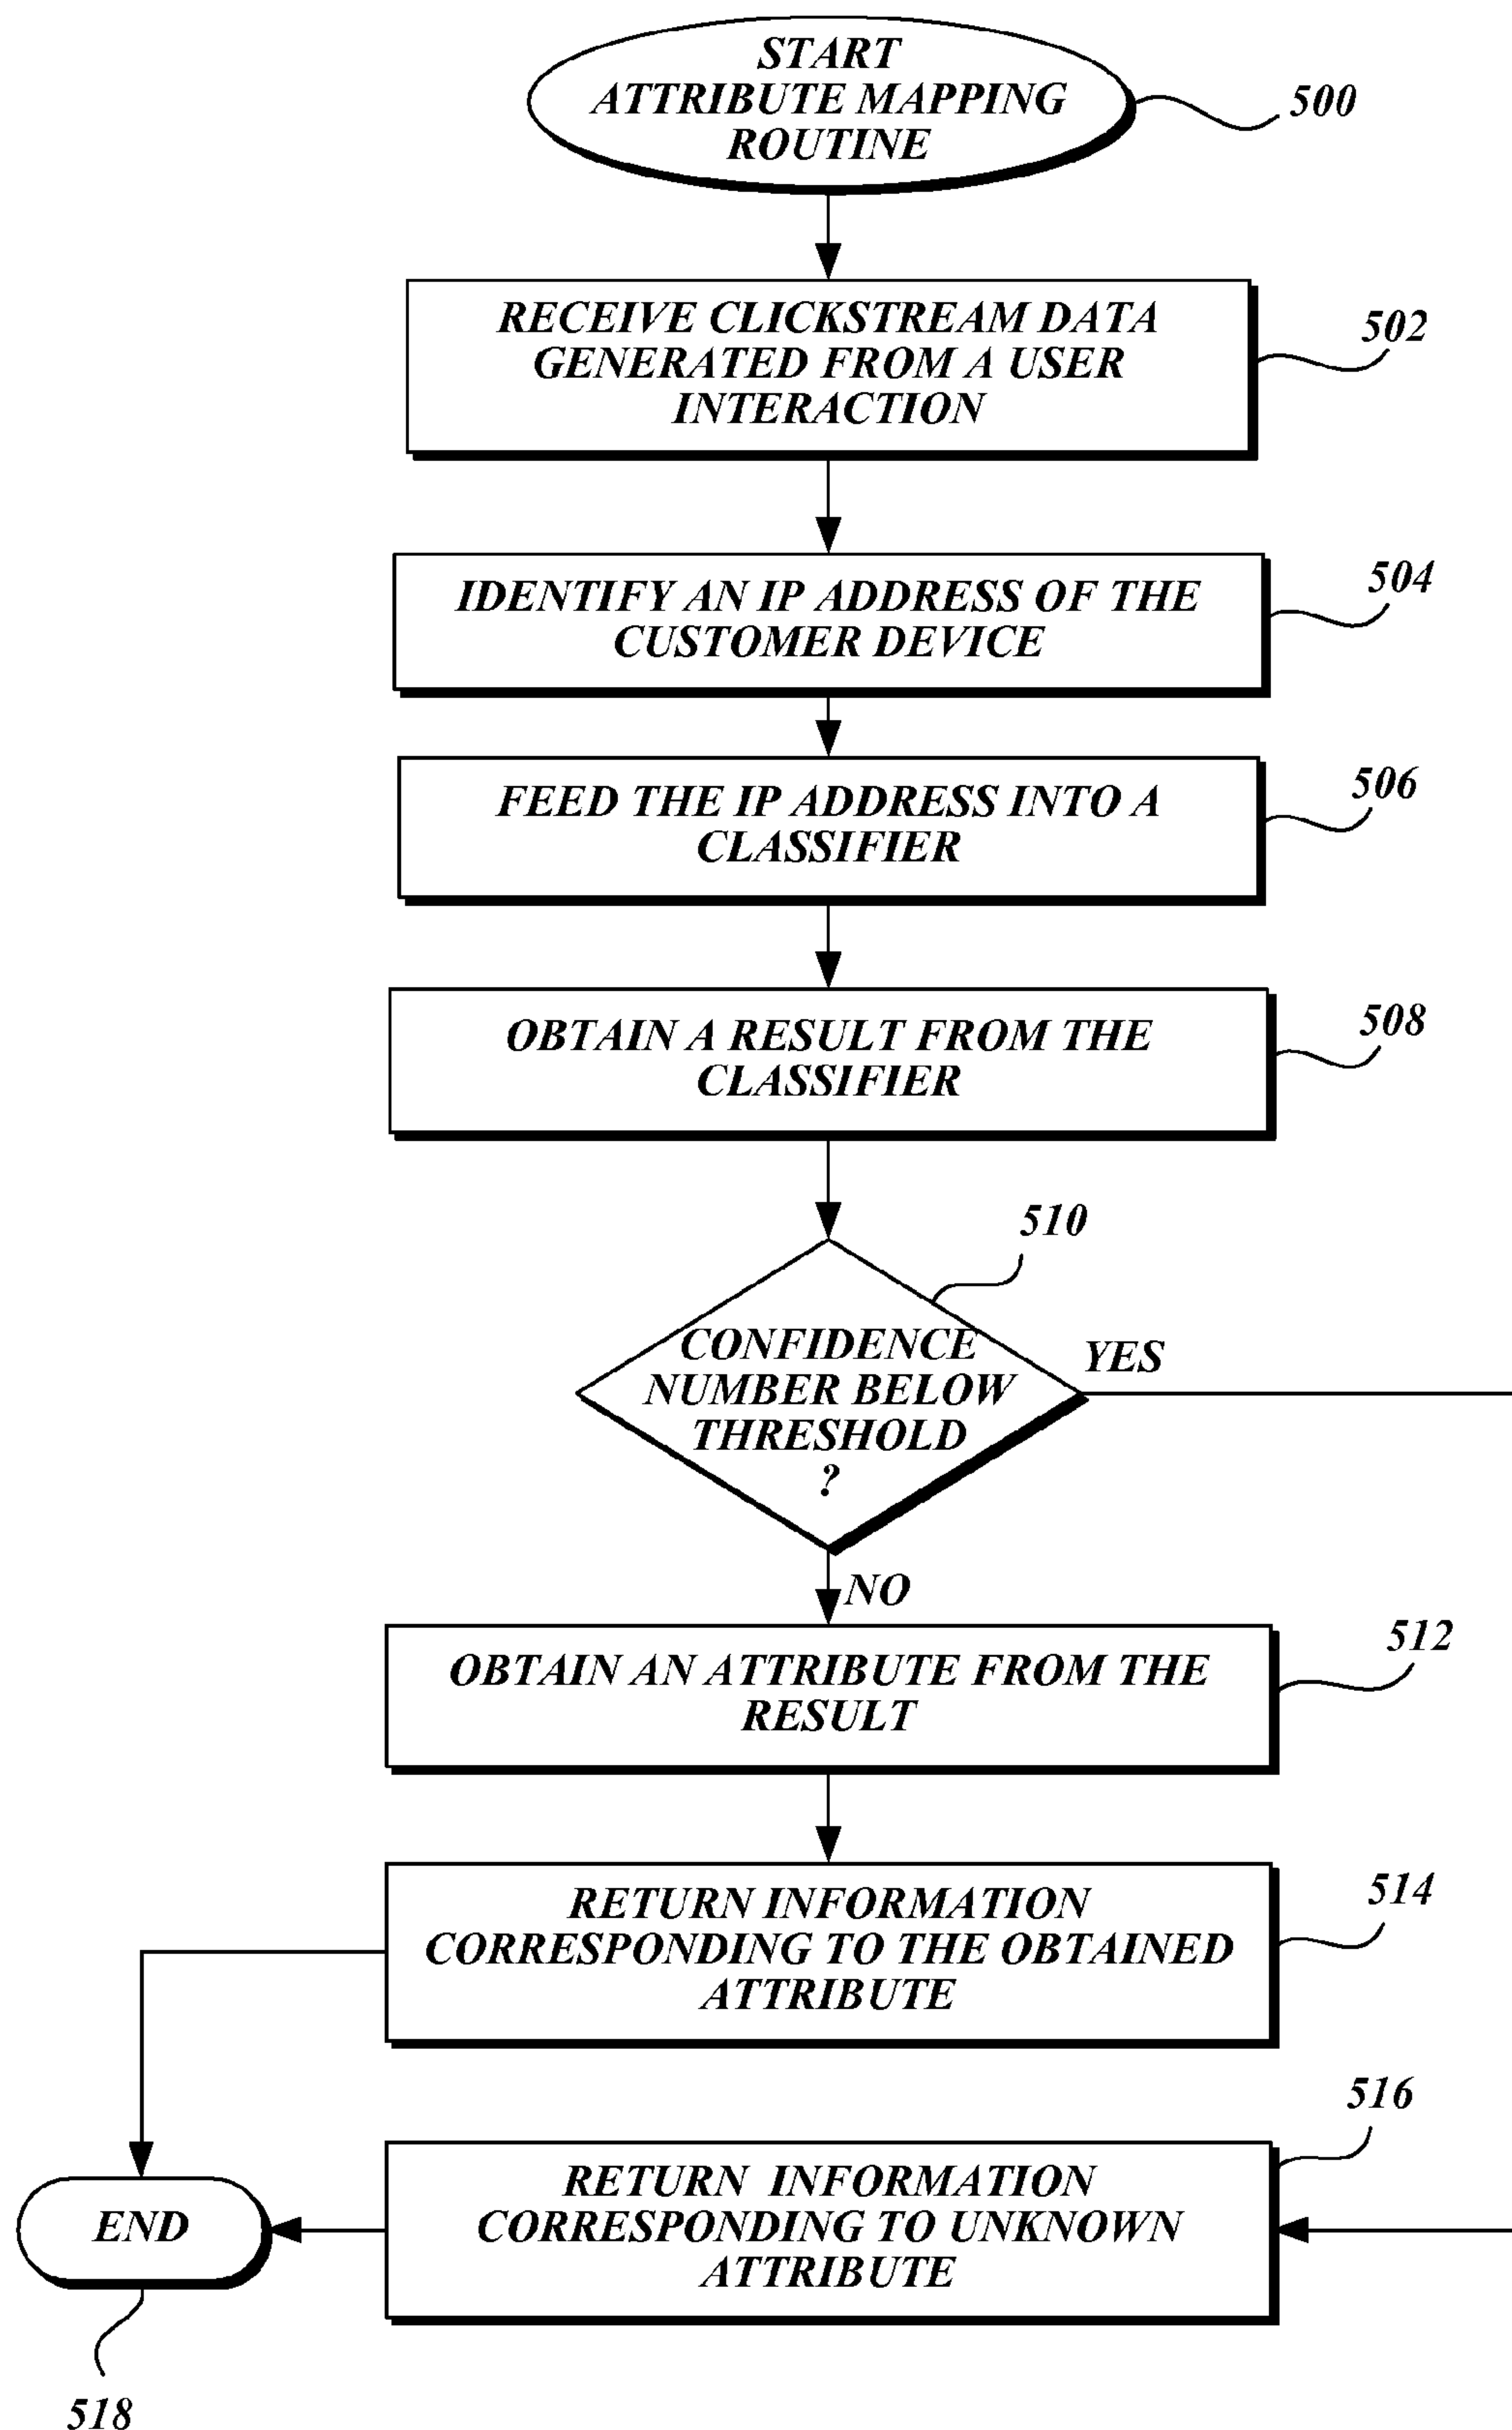 START
ATTRIBUTE MAPPING
ROUTINE
500
RECEIVE CLICKSTREAM DATA
GENERATED FROM A USER
INTERACTION
502
IDENTIFY AN IP ADDRESS OF THE
CUSTOMER DEVICE
504
FEED THE IP ADDRESS INTO A
CLASSIFIER
506
OBTAIN A RESULT FROM THE
CLASSIFIER
508
510
CONFIDENCE
NUMBER BELOW
THRESHOLD
?
YES
NO
OBTAIN AN ATTRIBUTE FROM THE
RESULT
512
RETURN INFORMATION
CORRESPONDING TO THE OBTAINED
ATTRIBUTE
514
516
RETURN INFORMATION
CORRESPONDING TO UNKNOWN
ATTRIBUTE
END
518